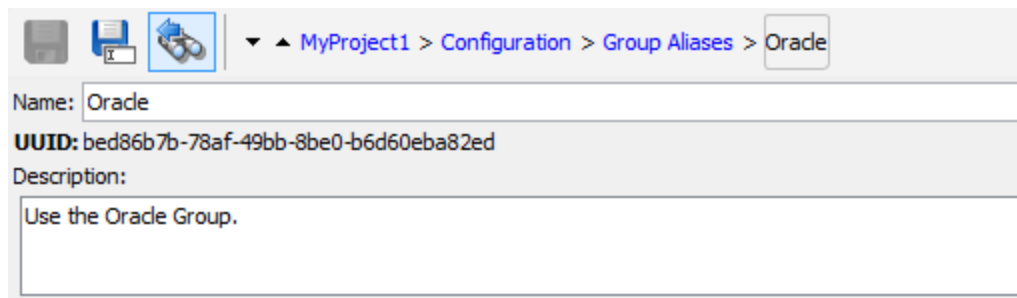 MyProject1 > Configuration > Group Aliases > Oracle
Name: Oracle
UUID: bed86b7b-78af-49bb-8be0-b6d60eba82ed
Description:
Use the Oracle Group.